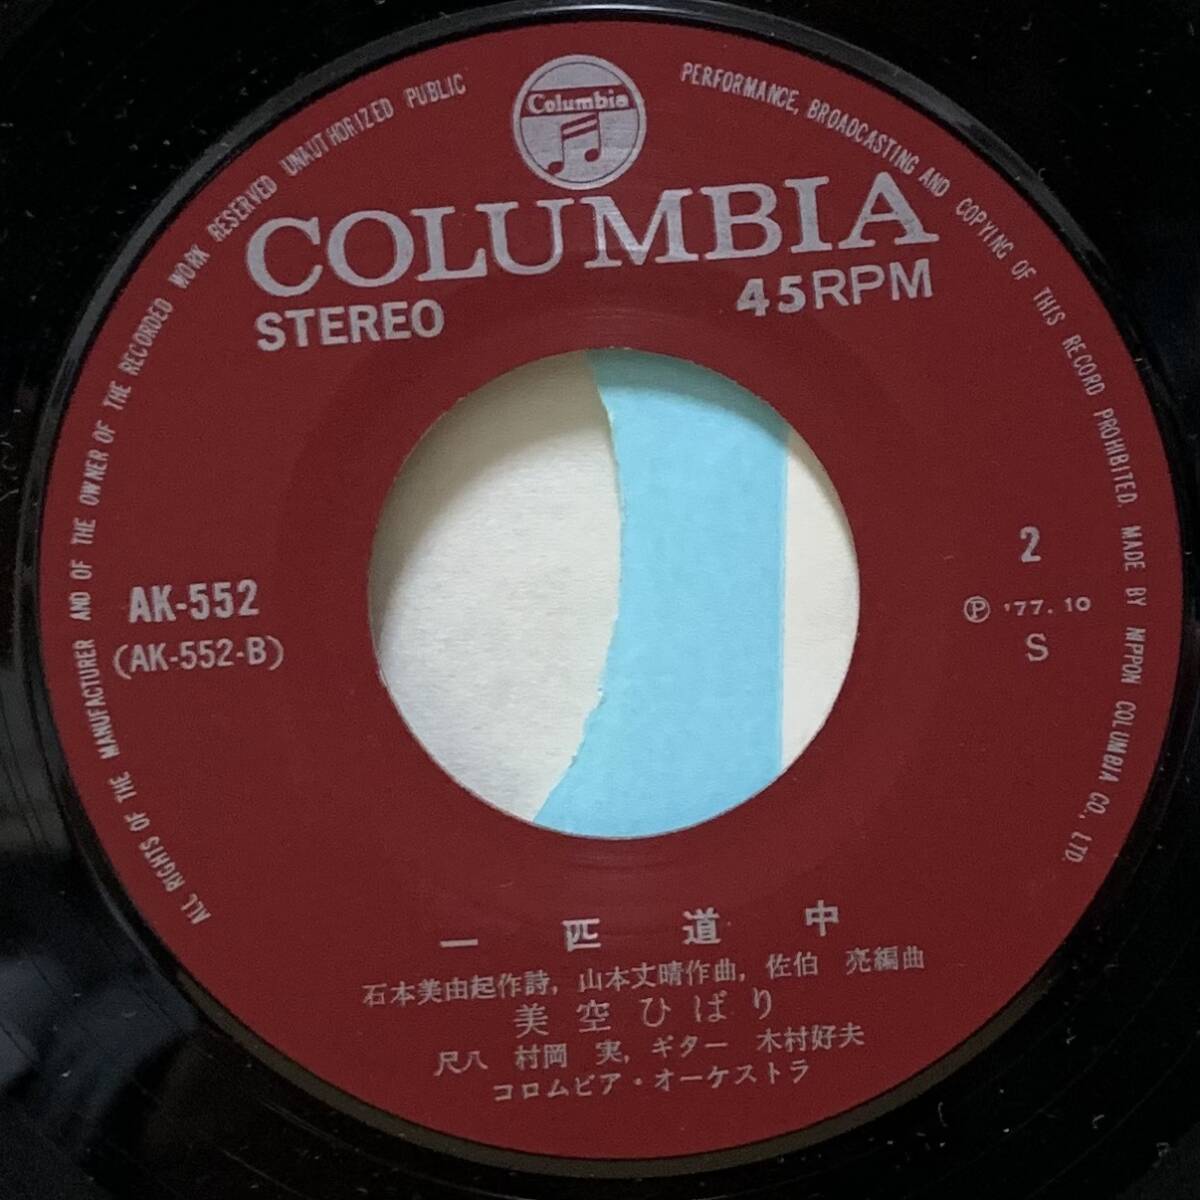 ALL RIGHTS OF THE MANUFACTURER AND OF THE OWNER OF THE RECORDED WORK RESERVED UNAUTHORIZED PUBLIC PERFORMANCE, BROADCASTING AND COPYING OF THIS RECORD PROHIBITED. MADE BY NIPPON COLUMBIA CO., LTD.
Columbia
COLUMBIA
STEREO 45RPM
AK-552 2
(AK-552-B) Ⓟ '77.10
S
一匹道中
石本美由起作詩, 山本丈晴作曲, 佐伯 亮編曲
美空ひばり
尺八 村岡 実, ギター 木村好夫
コロムビア・オーケストラ